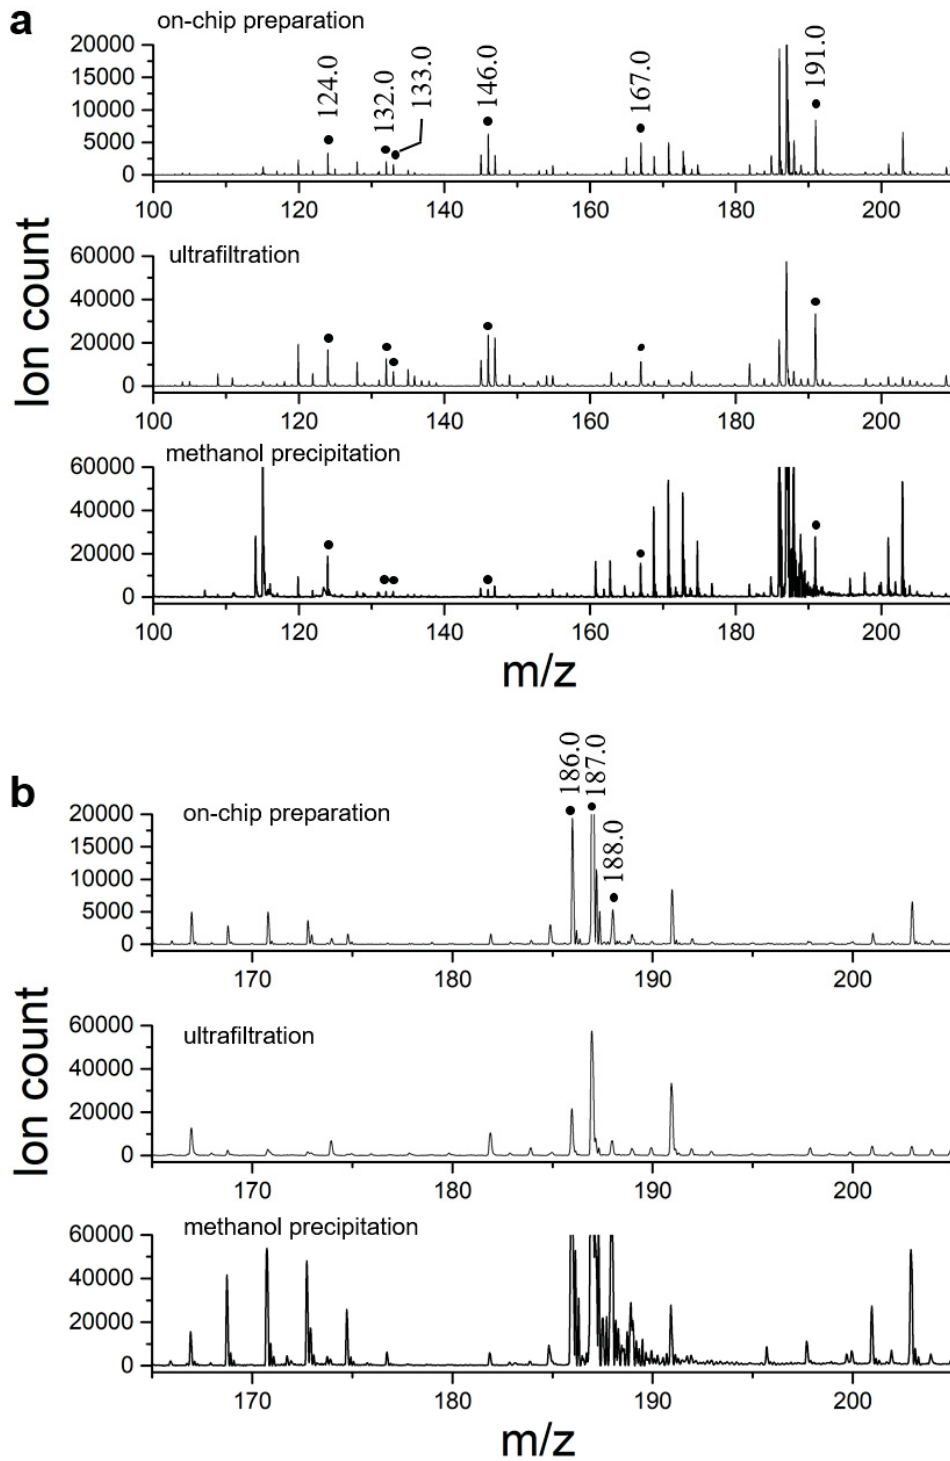 a
on-chip preparation
124.0
132.0
133.0
146.0
167.0
191.0
20000
15000
10000
5000
0
100 120 140 160 180 200
ultrafiltration
60000
40000
20000
0
100 120 140 160 180 200
methanol precipitation
60000
40000
20000
0
100 120 140 160 180 200
Ion count
m/z
b
on-chip preparation
186.0
187.0
188.0
20000
15000
10000
5000
0
170 180 190 200
ultrafiltration
60000
40000
20000
0
170 180 190 200
methanol precipitation
60000
40000
20000
0
170 180 190 200
Ion count
m/z